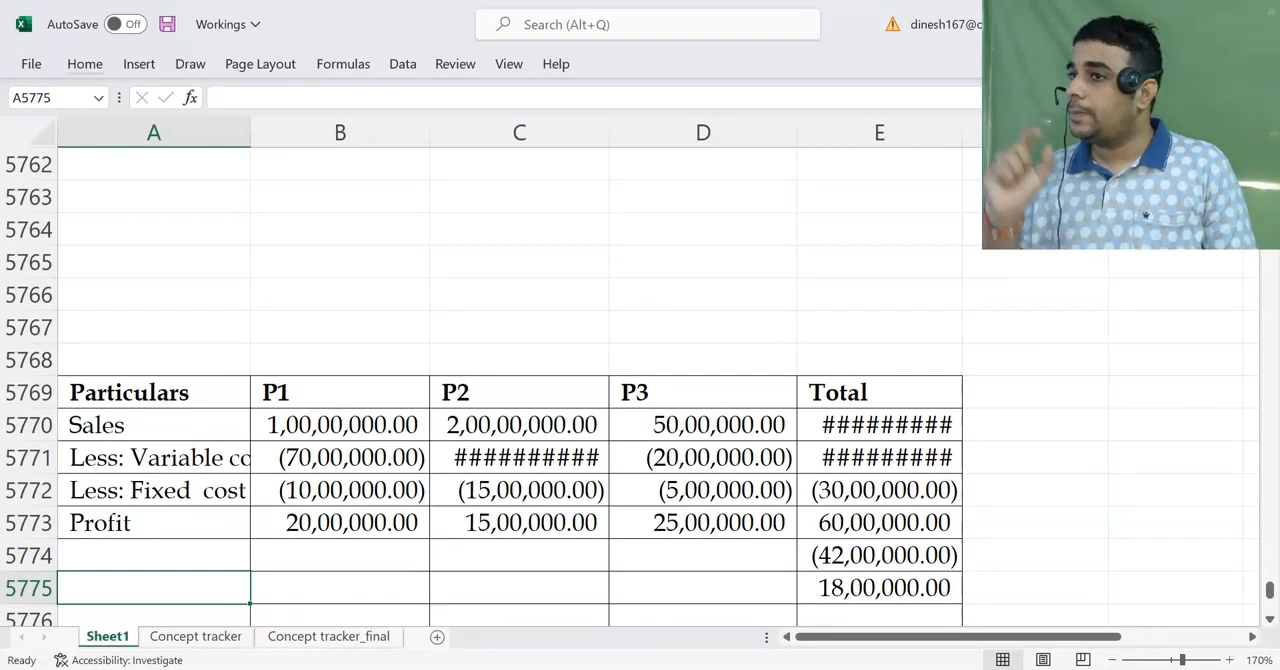 AutoSave Off Workings Search (Alt+Q) dinesh167@c
File Home Insert Draw Page Layout Formulas Data Review View Help
A5775 fx
A B C D E
5762
5763
5764
5765
5766
5767
5768
5769 Particulars P1 P2 P3 Total
5770 Sales 1,00,00,000.00 2,00,00,000.00 50,00,000.00 #########
5771 Less: Variable co (70,00,000.00) ########## (20,00,000.00) #########
5772 Less: Fixed cost (10,00,000.00) (15,00,000.00) (5,00,000.00) (30,00,000.00)
5773 Profit 20,00,000.00 15,00,000.00 25,00,000.00 60,00,000.00
5774 (42,00,000.00)
5775 18,00,000.00
5776
Sheet1 Concept tracker Concept tracker_final
Ready Accessibility: Investigate 170%